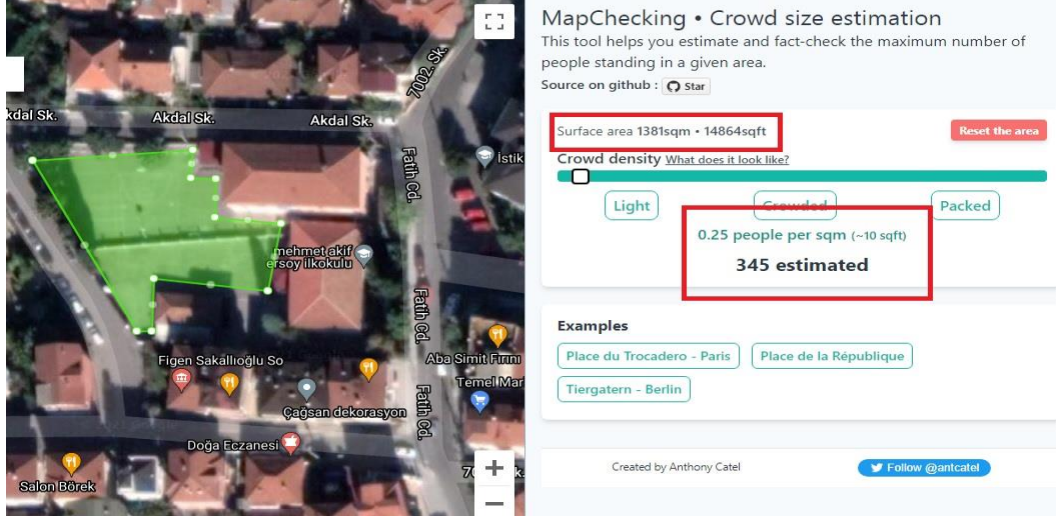 7002. Sk.
kdal Sk.
Akdal Sk.
Akdal Sk.
Fatih Cd.
İstik
mehmet akif
ersoy ilkokulu
Fatih Cd.
Figen Sakallıoğlu So
Aba Simit Fırını
Temel Mar
Çağsan dekorasyon
Fatih Cd.
Doğa Eczanesi
Salon Börek
MapChecking • Crowd size estimation
This tool helps you estimate and fact-check the maximum number of
people standing in a given area.
Source on github : Star
Surface area 1381sqm • 14864sqft
Reset the area
Crowd density What does it look like?
Light
Crowded
Packed
0.25 people per sqm (~10 sqft)
345 estimated
Examples
Place du Trocadero - Paris
Place de la République
Tiergatern - Berlin
Created by Anthony Catel
Follow @antcatel